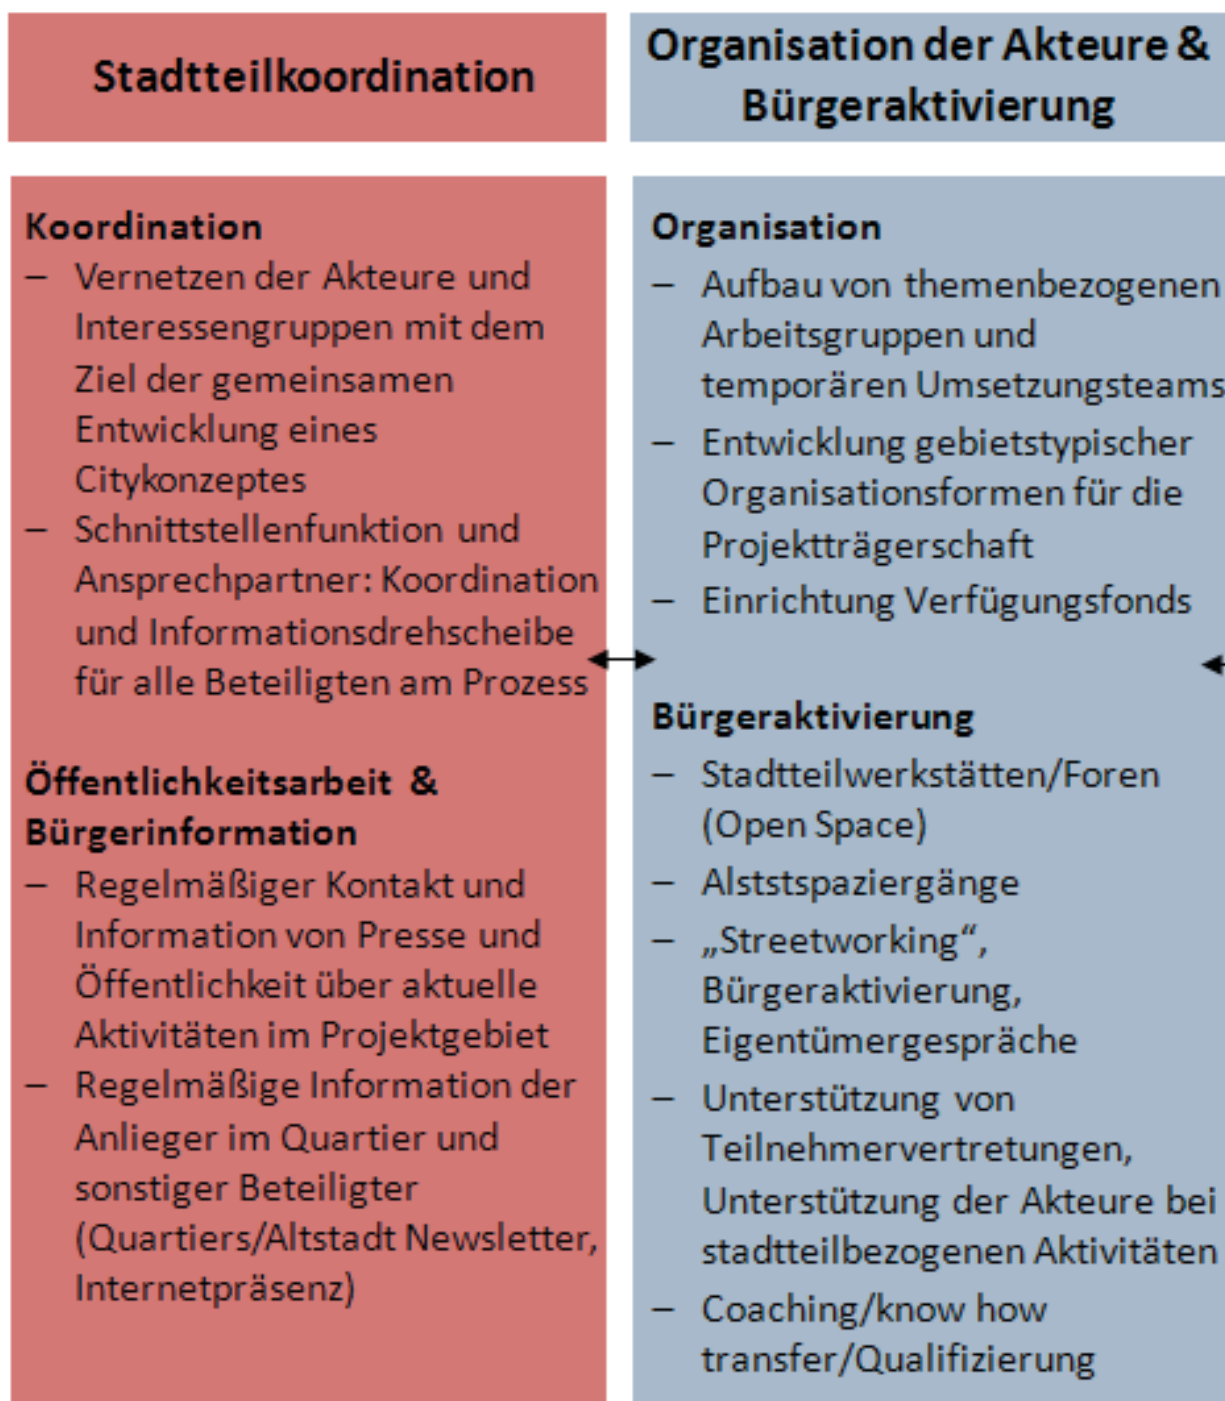 Stadtteilkoordination
Koordination
– Vernetzen der Akteure und
Interessengruppen mit dem
Ziel der gemeinsamen
Entwicklung eines
Citykonzeptes
– Schnittstellenfunktion und
Ansprechpartner: Koordination
und Informationsdrehscheibe
für alle Beteiligten am Prozess
Öffentlichkeitsarbeit &
Bürgerinformation
– Regelmäßiger Kontakt und
Information von Presse und
Öffentlichkeit über aktuelle
Aktivitäten im Projektgebiet
– Regelmäßige Information der
Anlieger im Quartier und
sonstiger Beteiligter
(Quartiers/Altstadt Newsletter,
Internetpräsenz)
Organisation der Akteure &
Bürgeraktivierung
Organisation
– Aufbau von themenbezogenen
Arbeitsgruppen und
temporären Umsetzungsteams
– Entwicklung gebietstypischer
Organisationsformen für die
Projektträgerschaft
– Einrichtung Verfügungsfonds
Bürgeraktivierung
– Stadtteilwerkstätten/Foren
(Open Space)
– Alststspaziergänge
– „Streetworking“,
Bürgeraktivierung,
Eigentümergespräche
– Unterstützung von
Teilnehmervertretungen,
Unterstützung der Akteure bei
stadtteilbezogenen Aktivitäten
– Coaching/know how
transfer/Qualifizierung